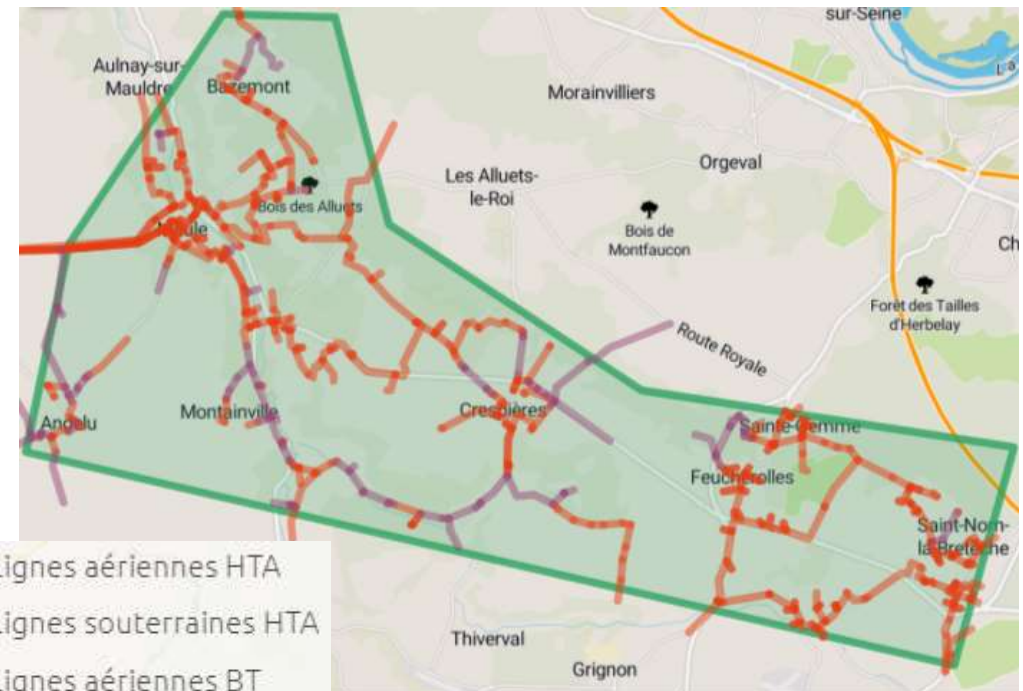 sur-Seine
Aulnay-sur-
Mauldre
Bazemont
Morainvilliers
Orgeval
Les Alluets-
le-Roi
Bois des Alluets
Bois de
Montfaucon
Ch
Forêt des Tailles
d'Herbelay
Route Royale
Andelu
Montainville
Crespières
Sainte-Gemme
Feucherolles
Saint-Nom-
la-Bretèche
Lignes aériennes HTA
Lignes souterraines HTA
Lignes aériennes BT
Thiverval
Grignon